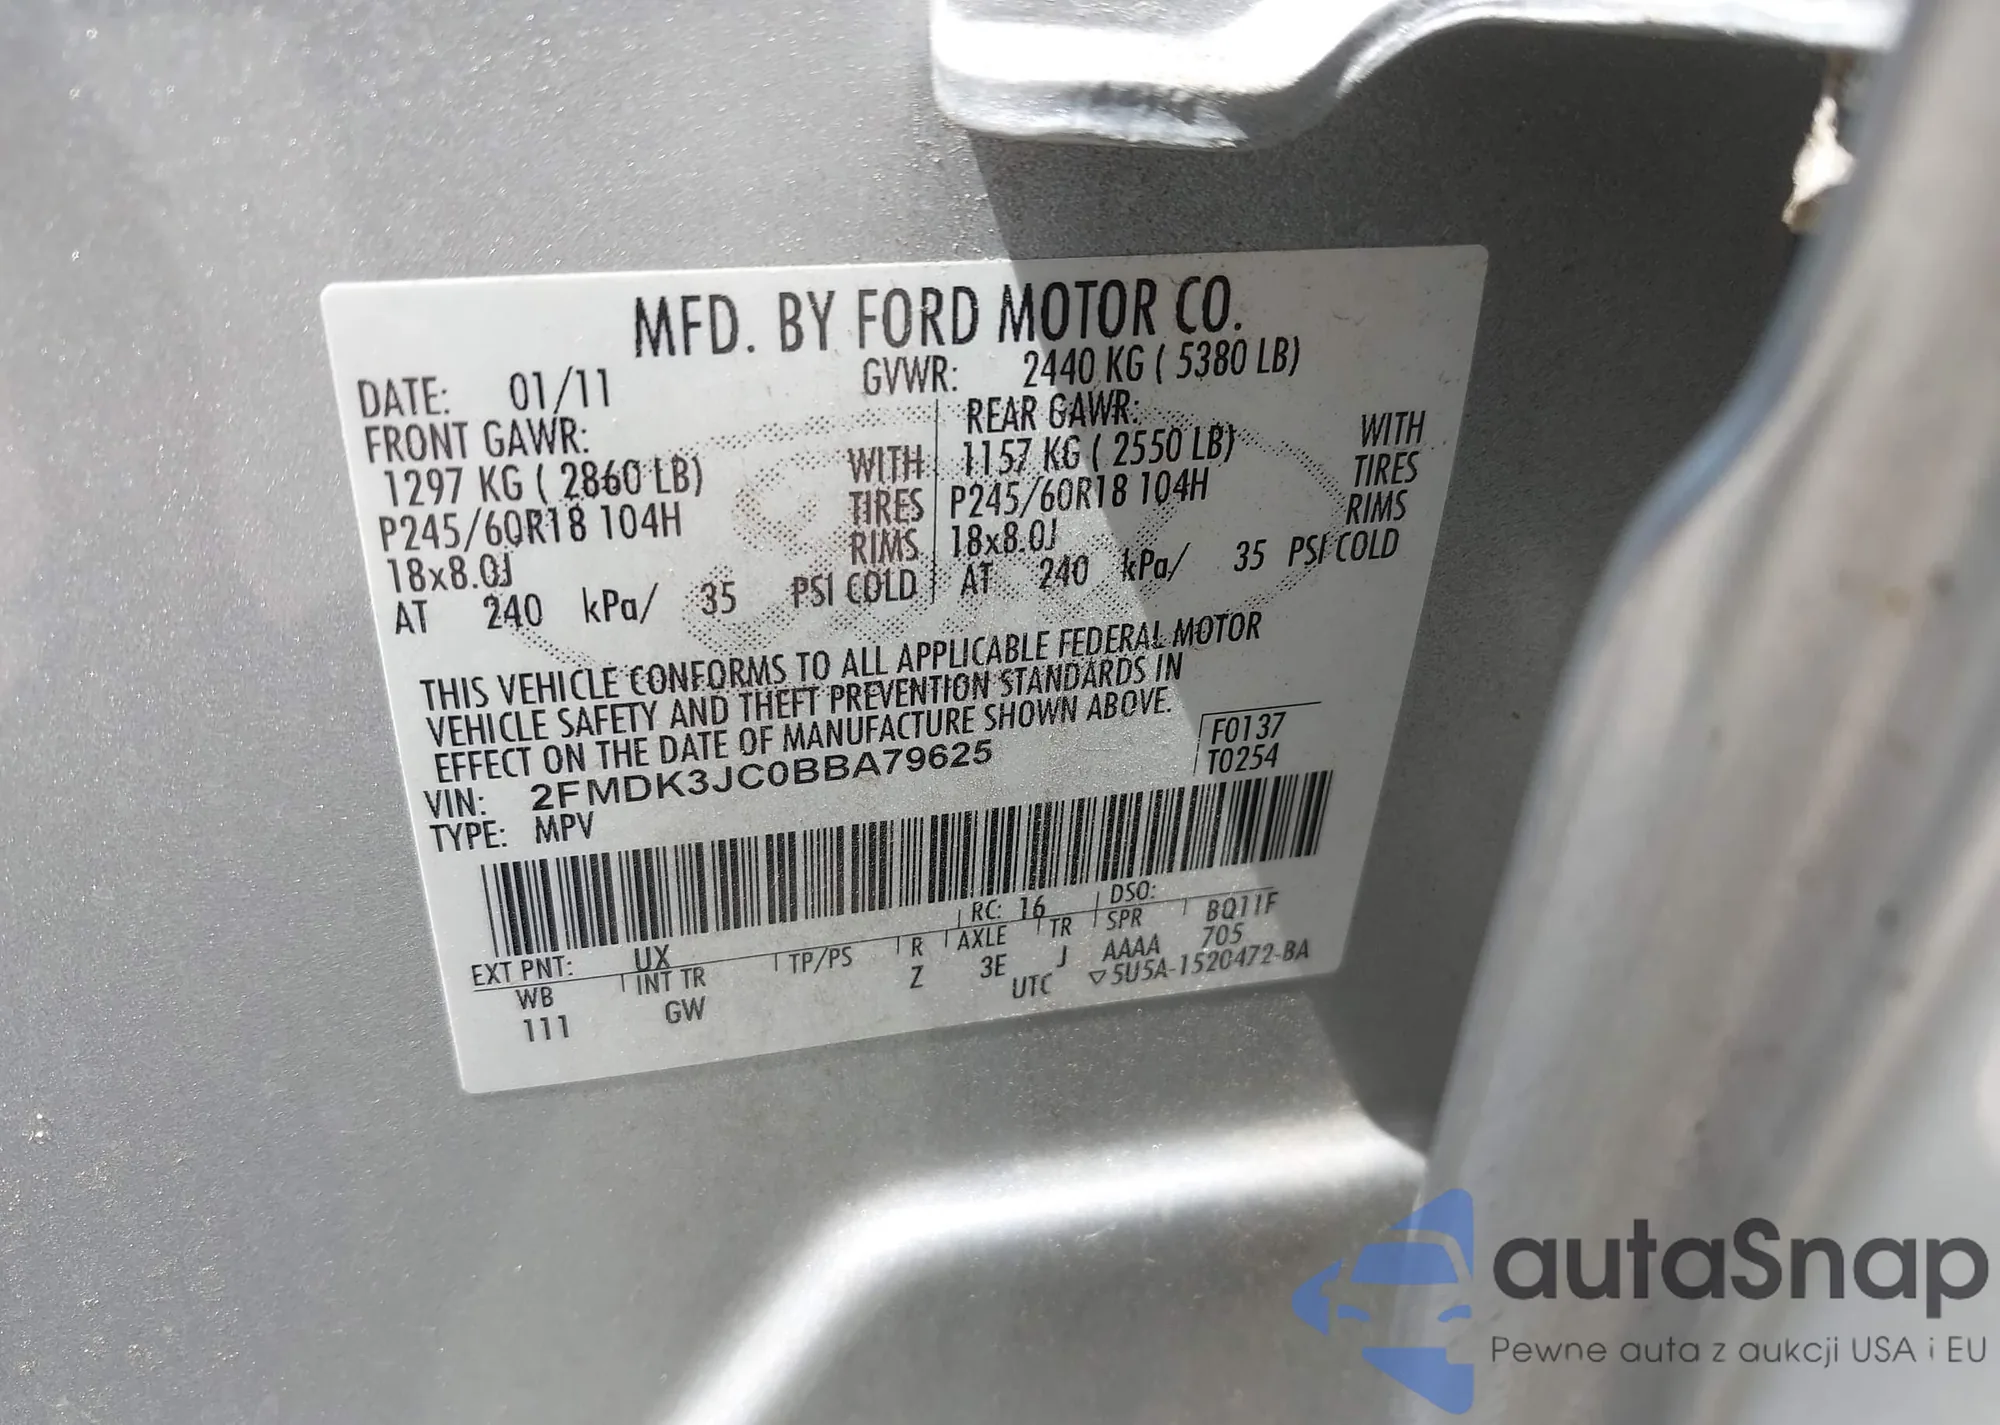 MFD. BY FORD MOTOR CO.
DATE: 01/11 GVWR: 2440 KG ( 5380 LB)
FRONT GAWR: REAR GAWR:
1297 KG ( 2860 LB) WITH 1157 KG ( 2550 LB) WITH
P245/60R18 104H TIRES P245/60R18 104H TIRES
18x8.0J RIMS 18x8.0J RIMS
AT 240 kPa/ 35 PSI COLD AT 240 kPa/ 35 PSI COLD
THIS VEHICLE CONFORMS TO ALL APPLICABLE FEDERAL MOTOR
VEHICLE SAFETY AND THEFT PREVENTION STANDARDS IN
EFFECT ON THE DATE OF MANUFACTURE SHOWN ABOVE.
VIN: 2FMDK3JC0BBA79625 F0137
TYPE: MPV T0254
EXT PNT: UX RC: 16 DSO:
WB INT TR TP/PS R AXLE TR SPR BQ11F
111 GW Z 3E J AAAA 705
UTC ▽5U5A-1520472-BA
autaSnap
Pewne auta z aukcji USA i EU